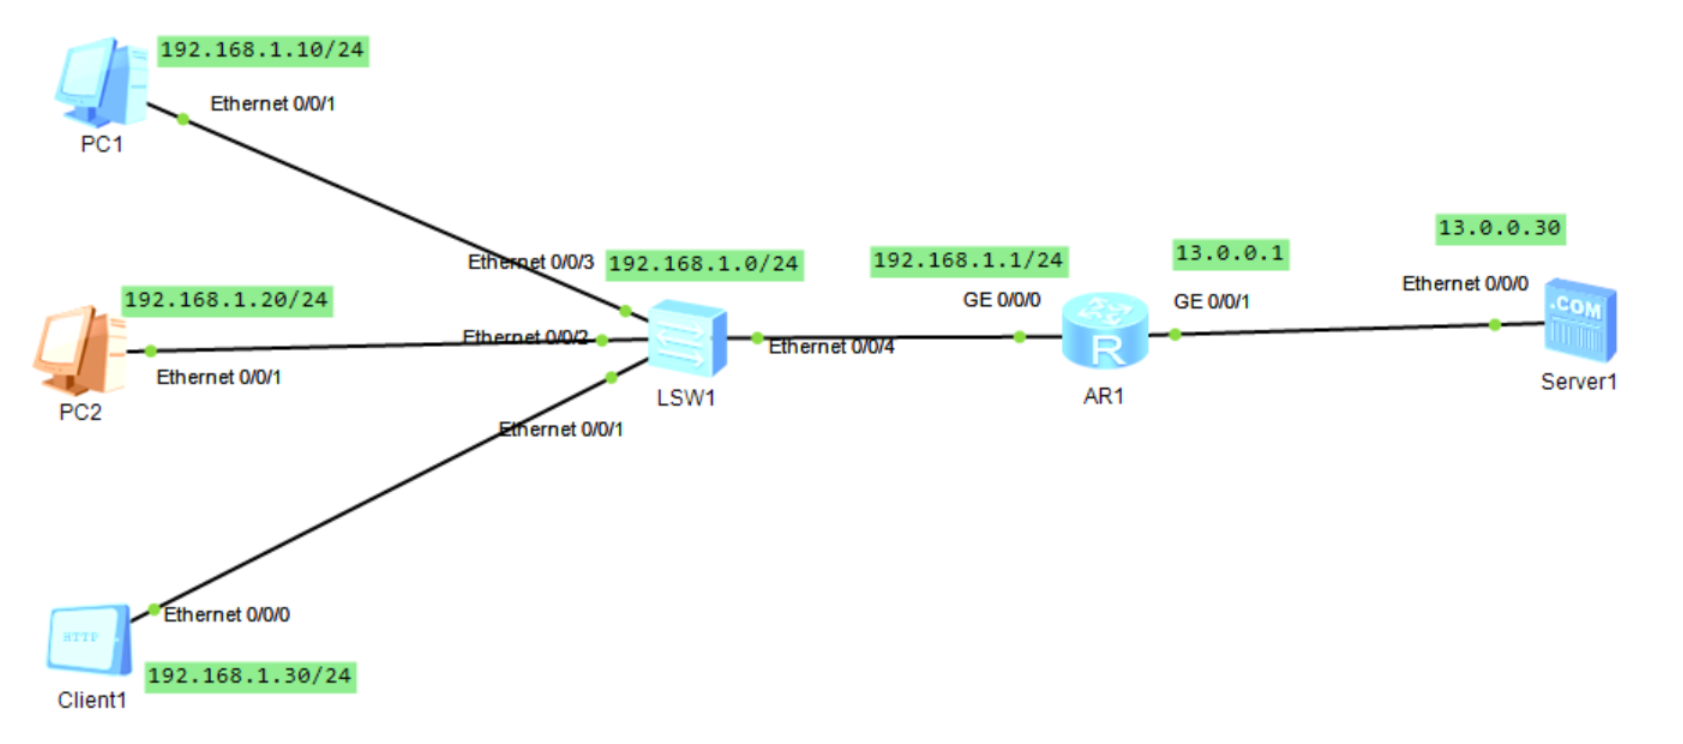 192.168.1.10/24
Ethernet 0/0/1
PC1
13.0.0.30
192.168.1.0/24
192.168.1.1/24
13.0.0.1
Ethernet 0/0/3
Ethernet 0/0/0
192.168.1.20/24
GE 0/0/0
GE 0/0/1
.COM
Ethernet 0/0/2
Ethernet 0/0/4
R
Ethernet 0/0/1
PC2
LSW1
AR1
Server1
Ethernet 0/0/1
Ethernet 0/0/0
HTTP
192.168.1.30/24
Client1